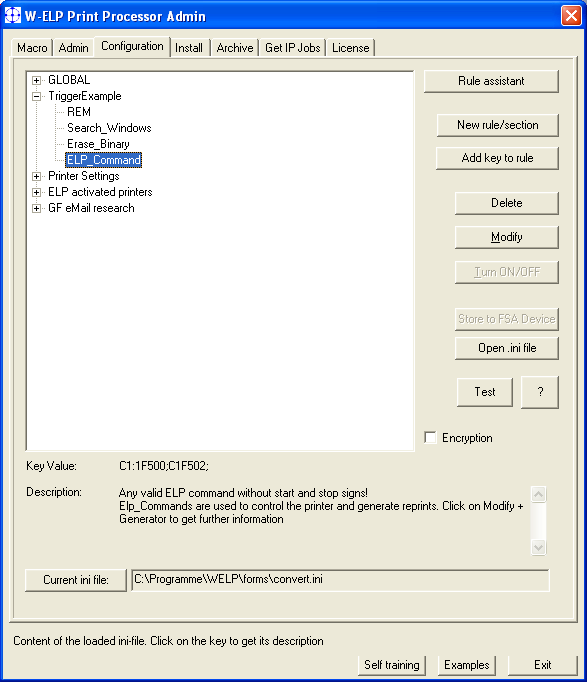 W-ELP Print Processor Admin
Macro Admin Configuration Install Archive Get IP Jobs License
GLOBAL
TriggerExample
REM
Search_Windows
Erase_Binary
ELP_Command
Printer Settings
ELP activated printers
GF eMail research
Rule assistant
New rule/section
Add key to rule
Delete
Modify
Turn ON/OFF
Store to FSA Device
Open .ini file
Test ?
Encryption
Key Value: C1:1F500;C1F502;
Description: Any valid ELP command without start and stop signs!
Elp_Commands are used to control the printer and generate reprints. Click on Modify +
Generator to get further information
Current ini file: C:\Programme\WELP\forms\convert.ini
Content of the loaded ini-file. Click on the key to get its description
Self training Examples Exit